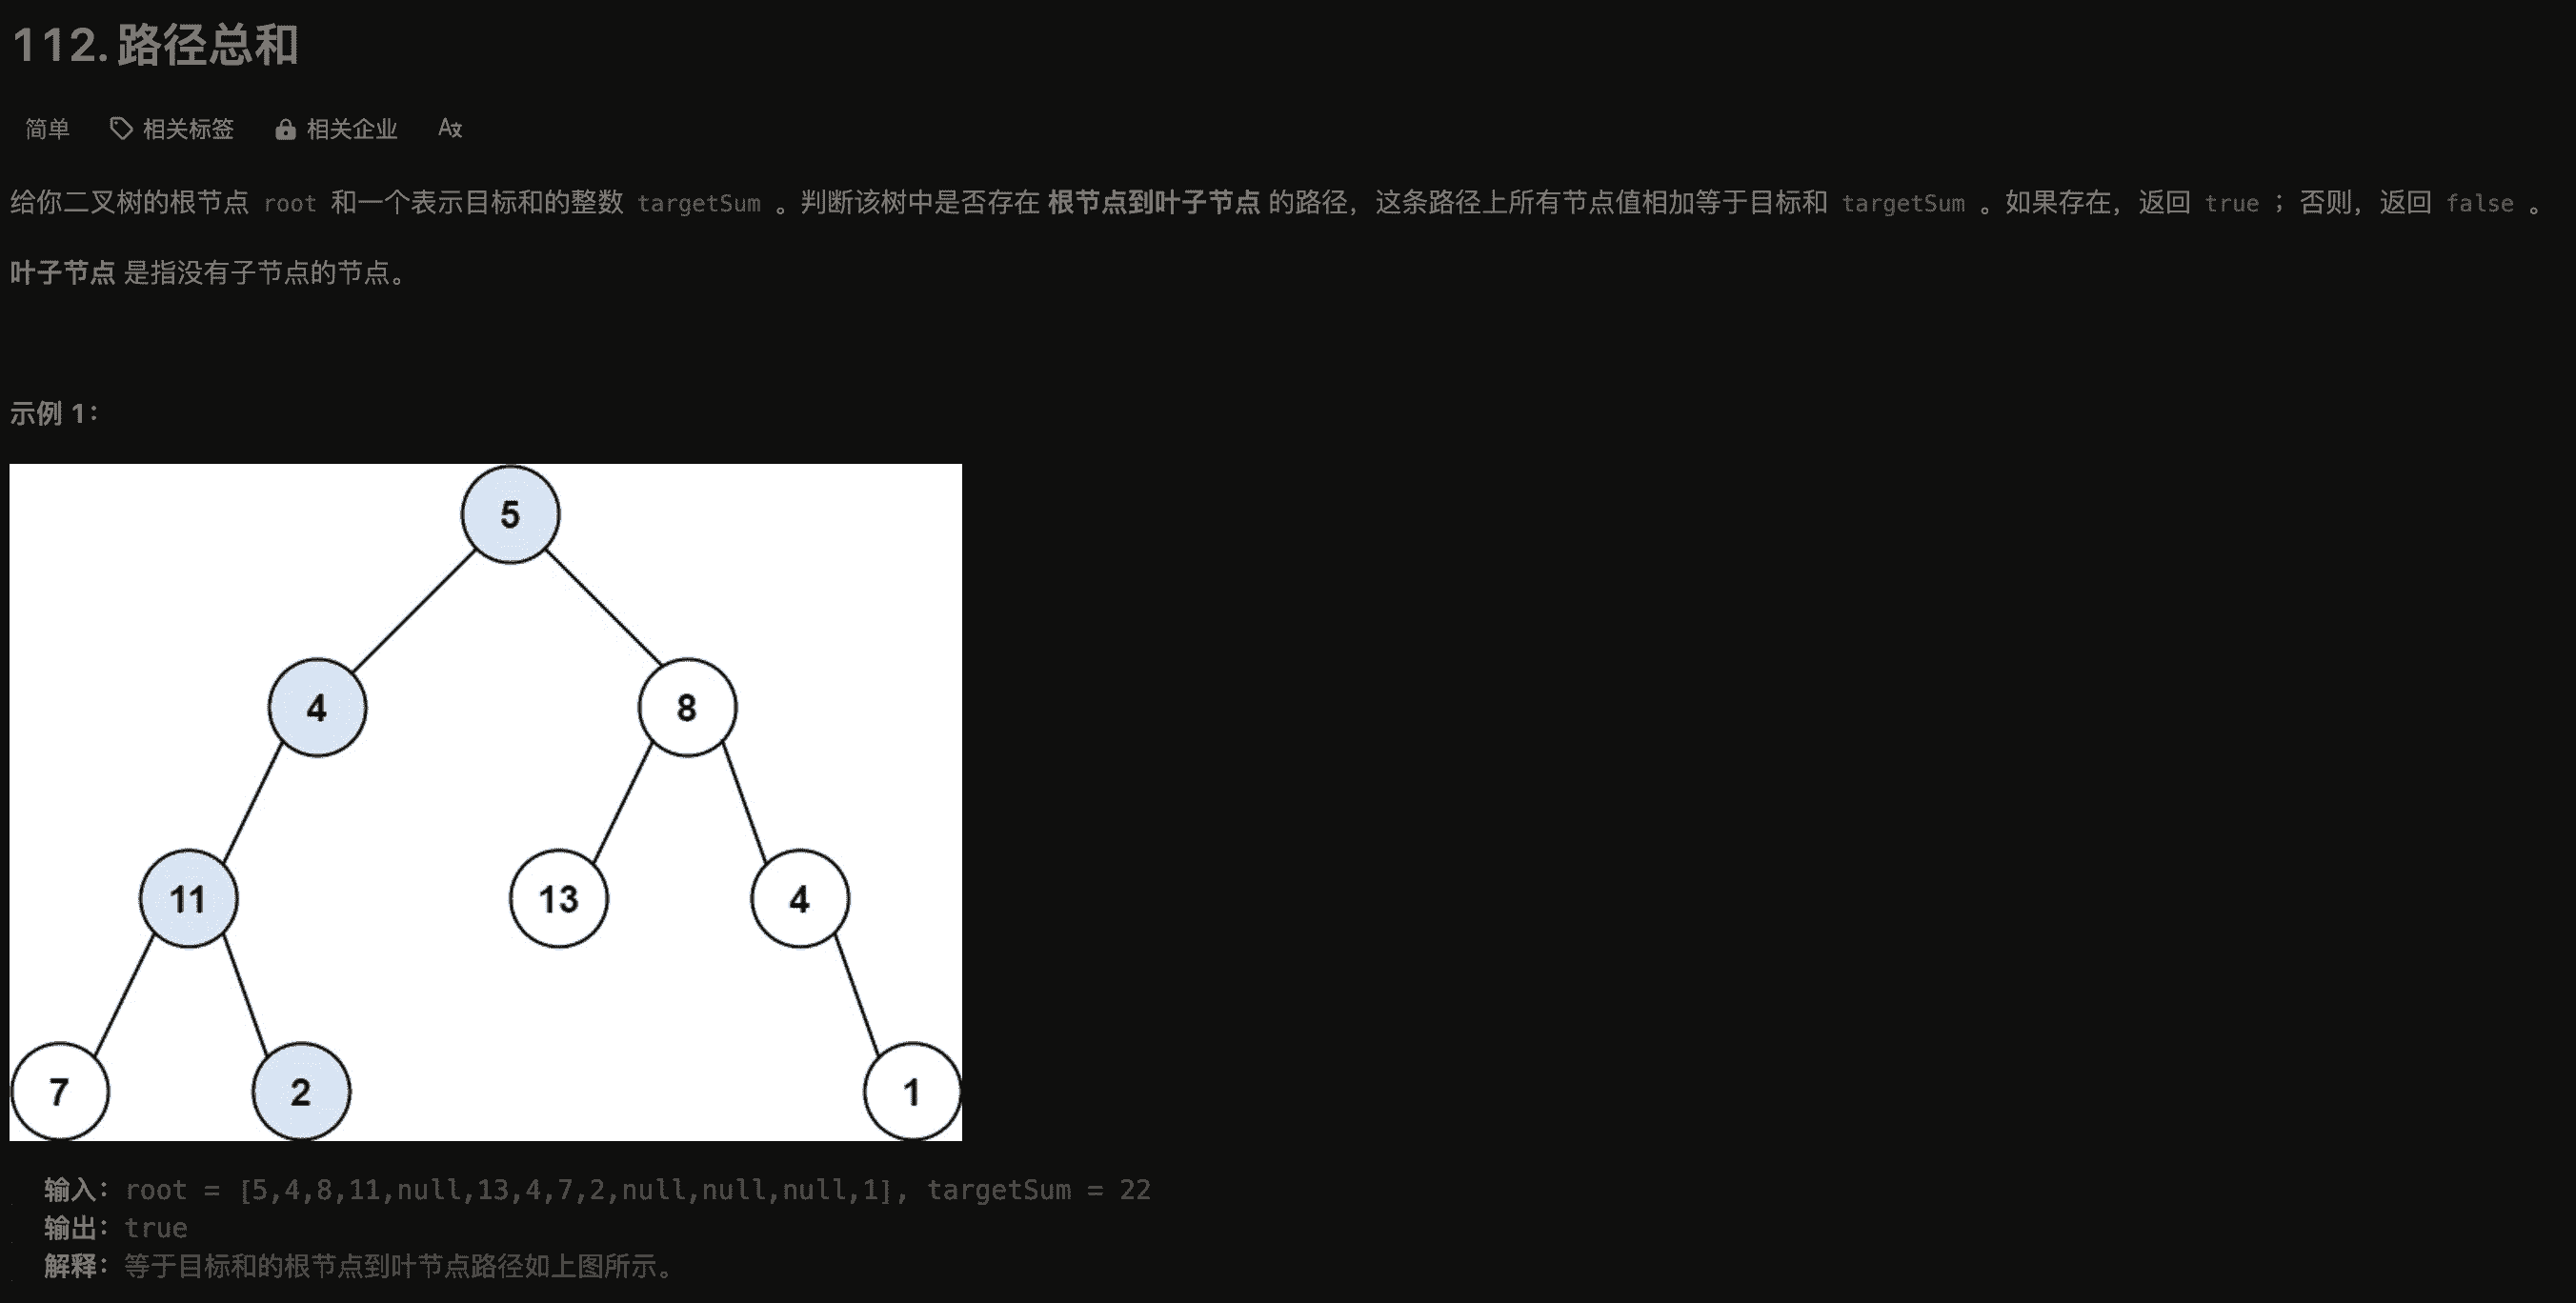 112. 路径总和
简单 相关标签 相关企业 Aあ
给你二叉树的根节点 root 和一个表示目标和的整数 targetSum 。判断该树中是否存在 根节点到叶子节点 的路径，这条路径上所有节点值相加等于目标和 targetSum 。如果存在，返回 true ；否则，返回 false 。
叶子节点 是指没有子节点的节点。
示例 1：
5
4 8
11 13 4
7 2 1
输入：root = [5,4,8,11,null,13,4,7,2,null,null,null,1], targetSum = 22
输出：true
解释：等于目标和的根节点到叶节点路径如上图所示。